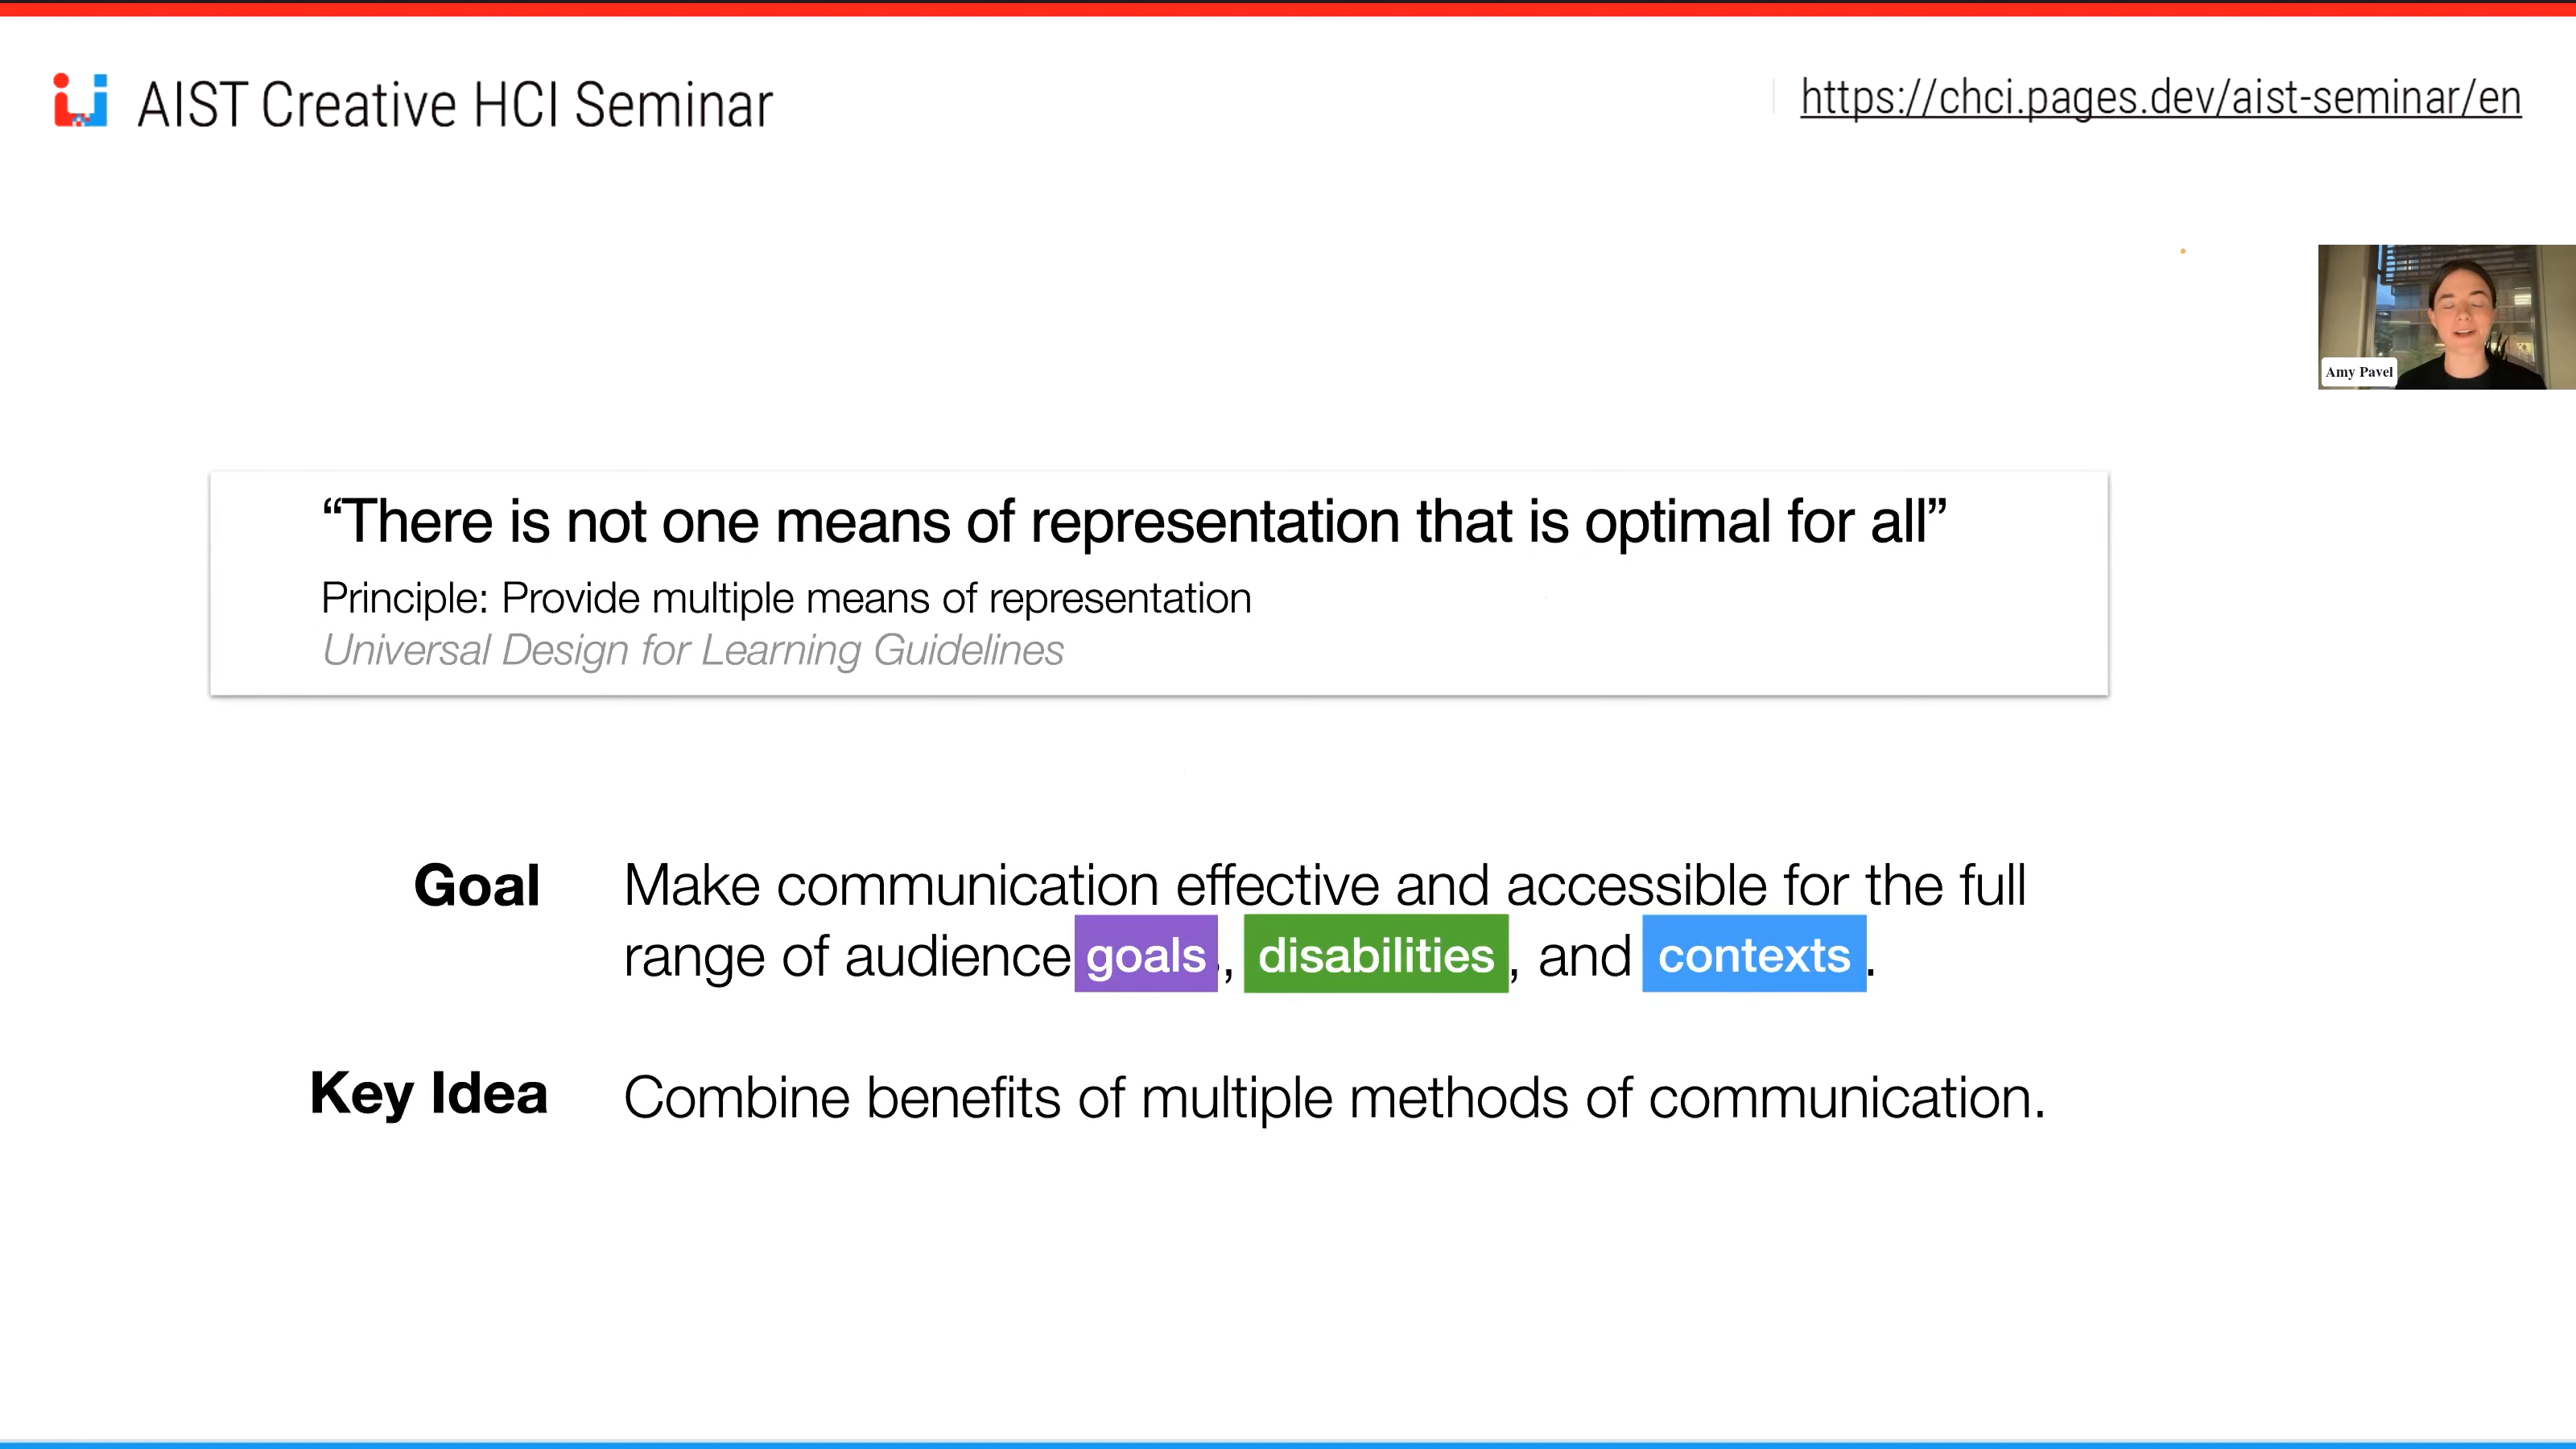 AIST Creative HCI Seminar
https://chci.pages.dev/aist-seminar/en
Amy Pavel
“There is not one means of representation that is optimal for all”
Principle: Provide multiple means of representation
Universal Design for Learning Guidelines
Goal
Make communication effective and accessible for the full
range of audience goals, disabilities, and contexts.
Key Idea
Combine benefits of multiple methods of communication.